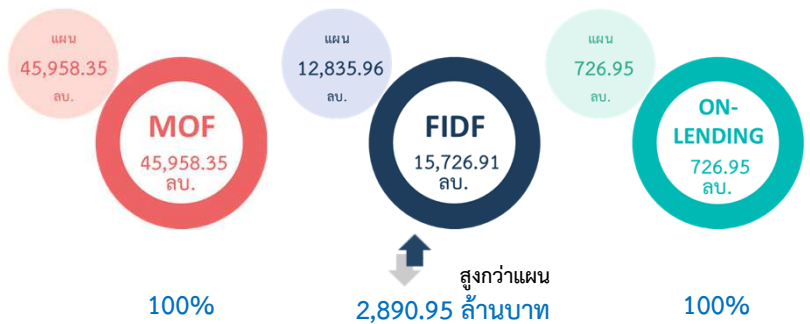 แผน
45,958.35
ลบ.
MOF
45,958.35
ลบ.
แผน
12,835.96
ลบ.
FIDF
15,726.91
ลบ.
แผน
726.95
ลบ.
ON-
LENDING
726.95
ลบ.
100%
สูงกว่าแผน
2,890.95 ล้านบาท
100%